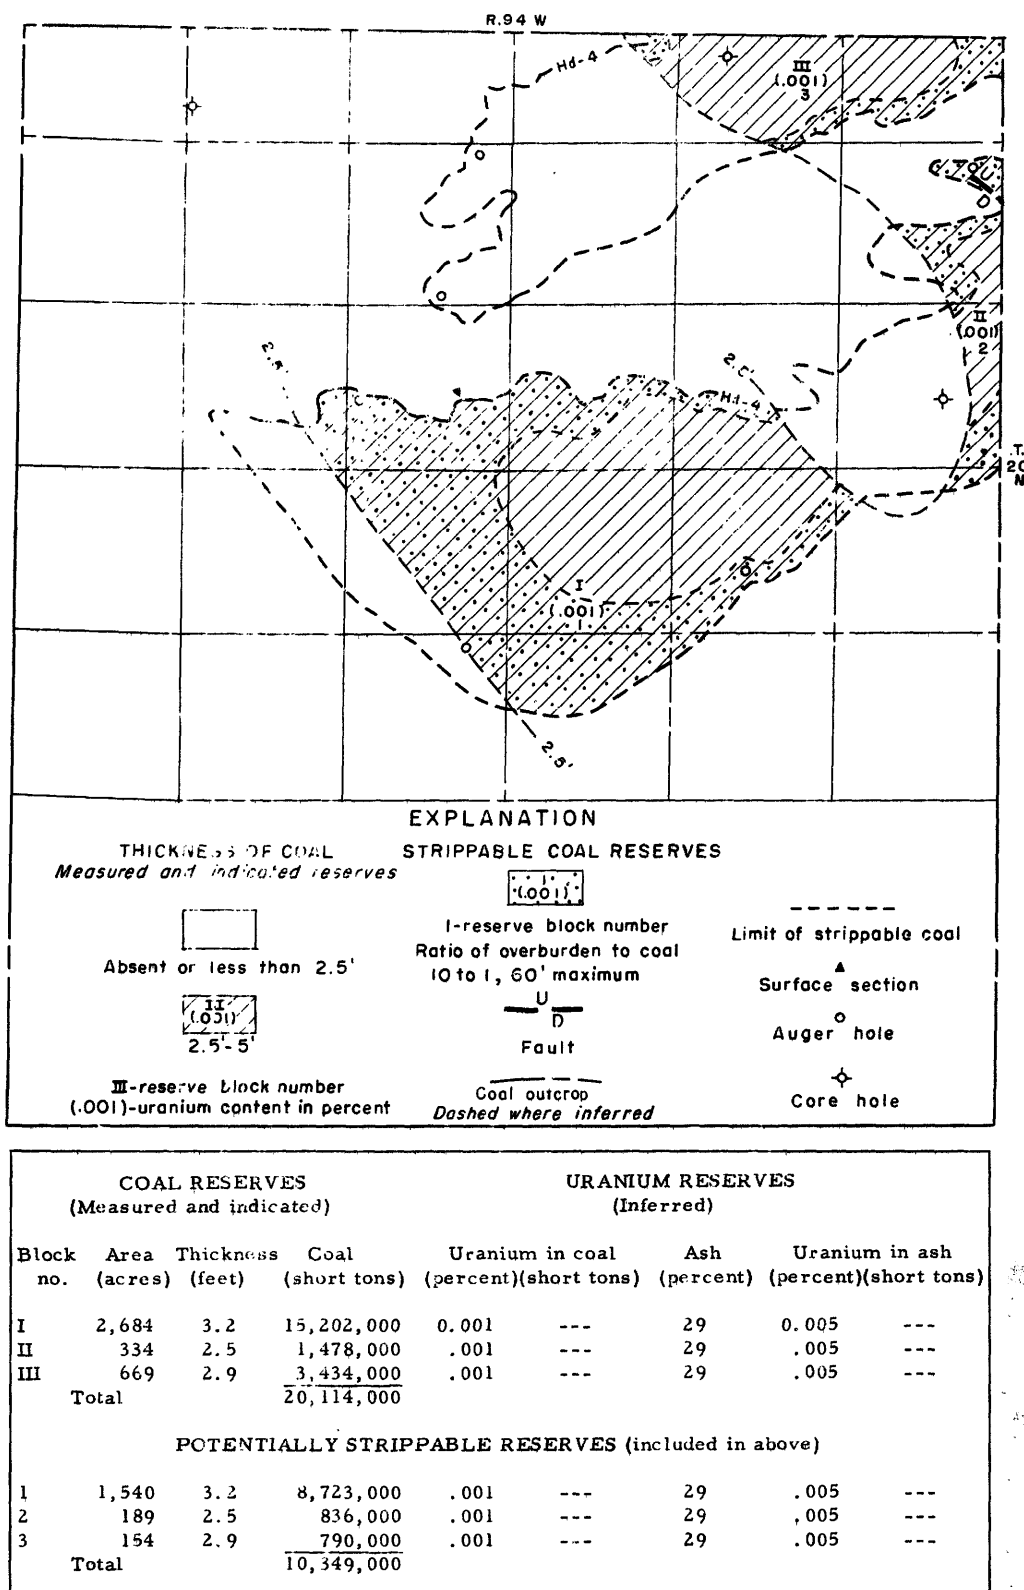 R.94 W
Hd-4
III
(.001)
3
U
D
II
(.001)
2
2.5'
Hd-4
T.
20
N.
I
(.001)
1
2.5'
EXPLANATION
THICKNESS OF COAL
Measured and indicated reserves
Absent or less than 2.5'
II
(.001)
2.5'-5'
III-reserve block number
(.001)-uranium content in percent
STRIPPABLE COAL RESERVES
1
(.001)
1-reserve block number
Ratio of overburden to coal
10 to 1, 60' maximum
U
D
Fault
Coal outcrop
Dashed where inferred
Limit of strippable coal
Surface section
Auger hole
Core hole
COAL RESERVES URANIUM RESERVES
(Measured and indicated) (Inferred)
Block Area Thickness Coal Uranium in coal Ash Uranium in ash
no. (acres) (feet) (short tons) (percent)(short tons) (percent) (percent)(short tons)
I 2,684 3.2 15,202,000 0.001 --- 29 0.005 ---
II 334 2.5 1,478,000 .001 --- 29 .005 ---
III 669 2.9 3,434,000 .001 --- 29 .005 ---
Total 20,114,000
POTENTIALLY STRIPPABLE RESERVES (included in above)
1 1,540 3.2 8,723,000 .001 --- 29 .005 ---
2 189 2.5 836,000 .001 --- 29 .005 ---
3 154 2.9 790,000 .001 --- 29 .005 ---
Total 10,349,000